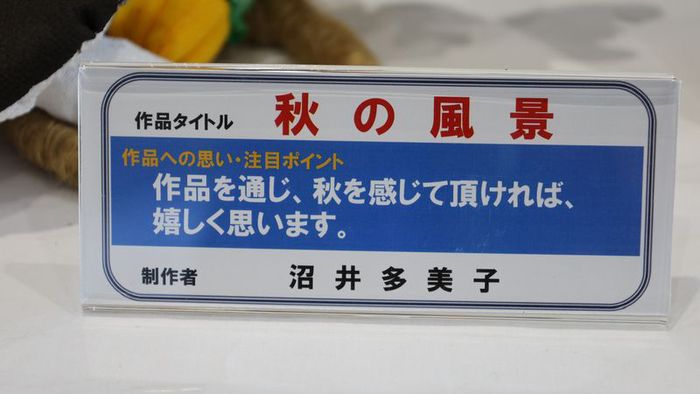 作品タイトル 秋の風景
作品への思い・注目ポイント
作品を通じ、秋を感じて頂ければ、
嬉しく思います。
制作者 沼井多美子